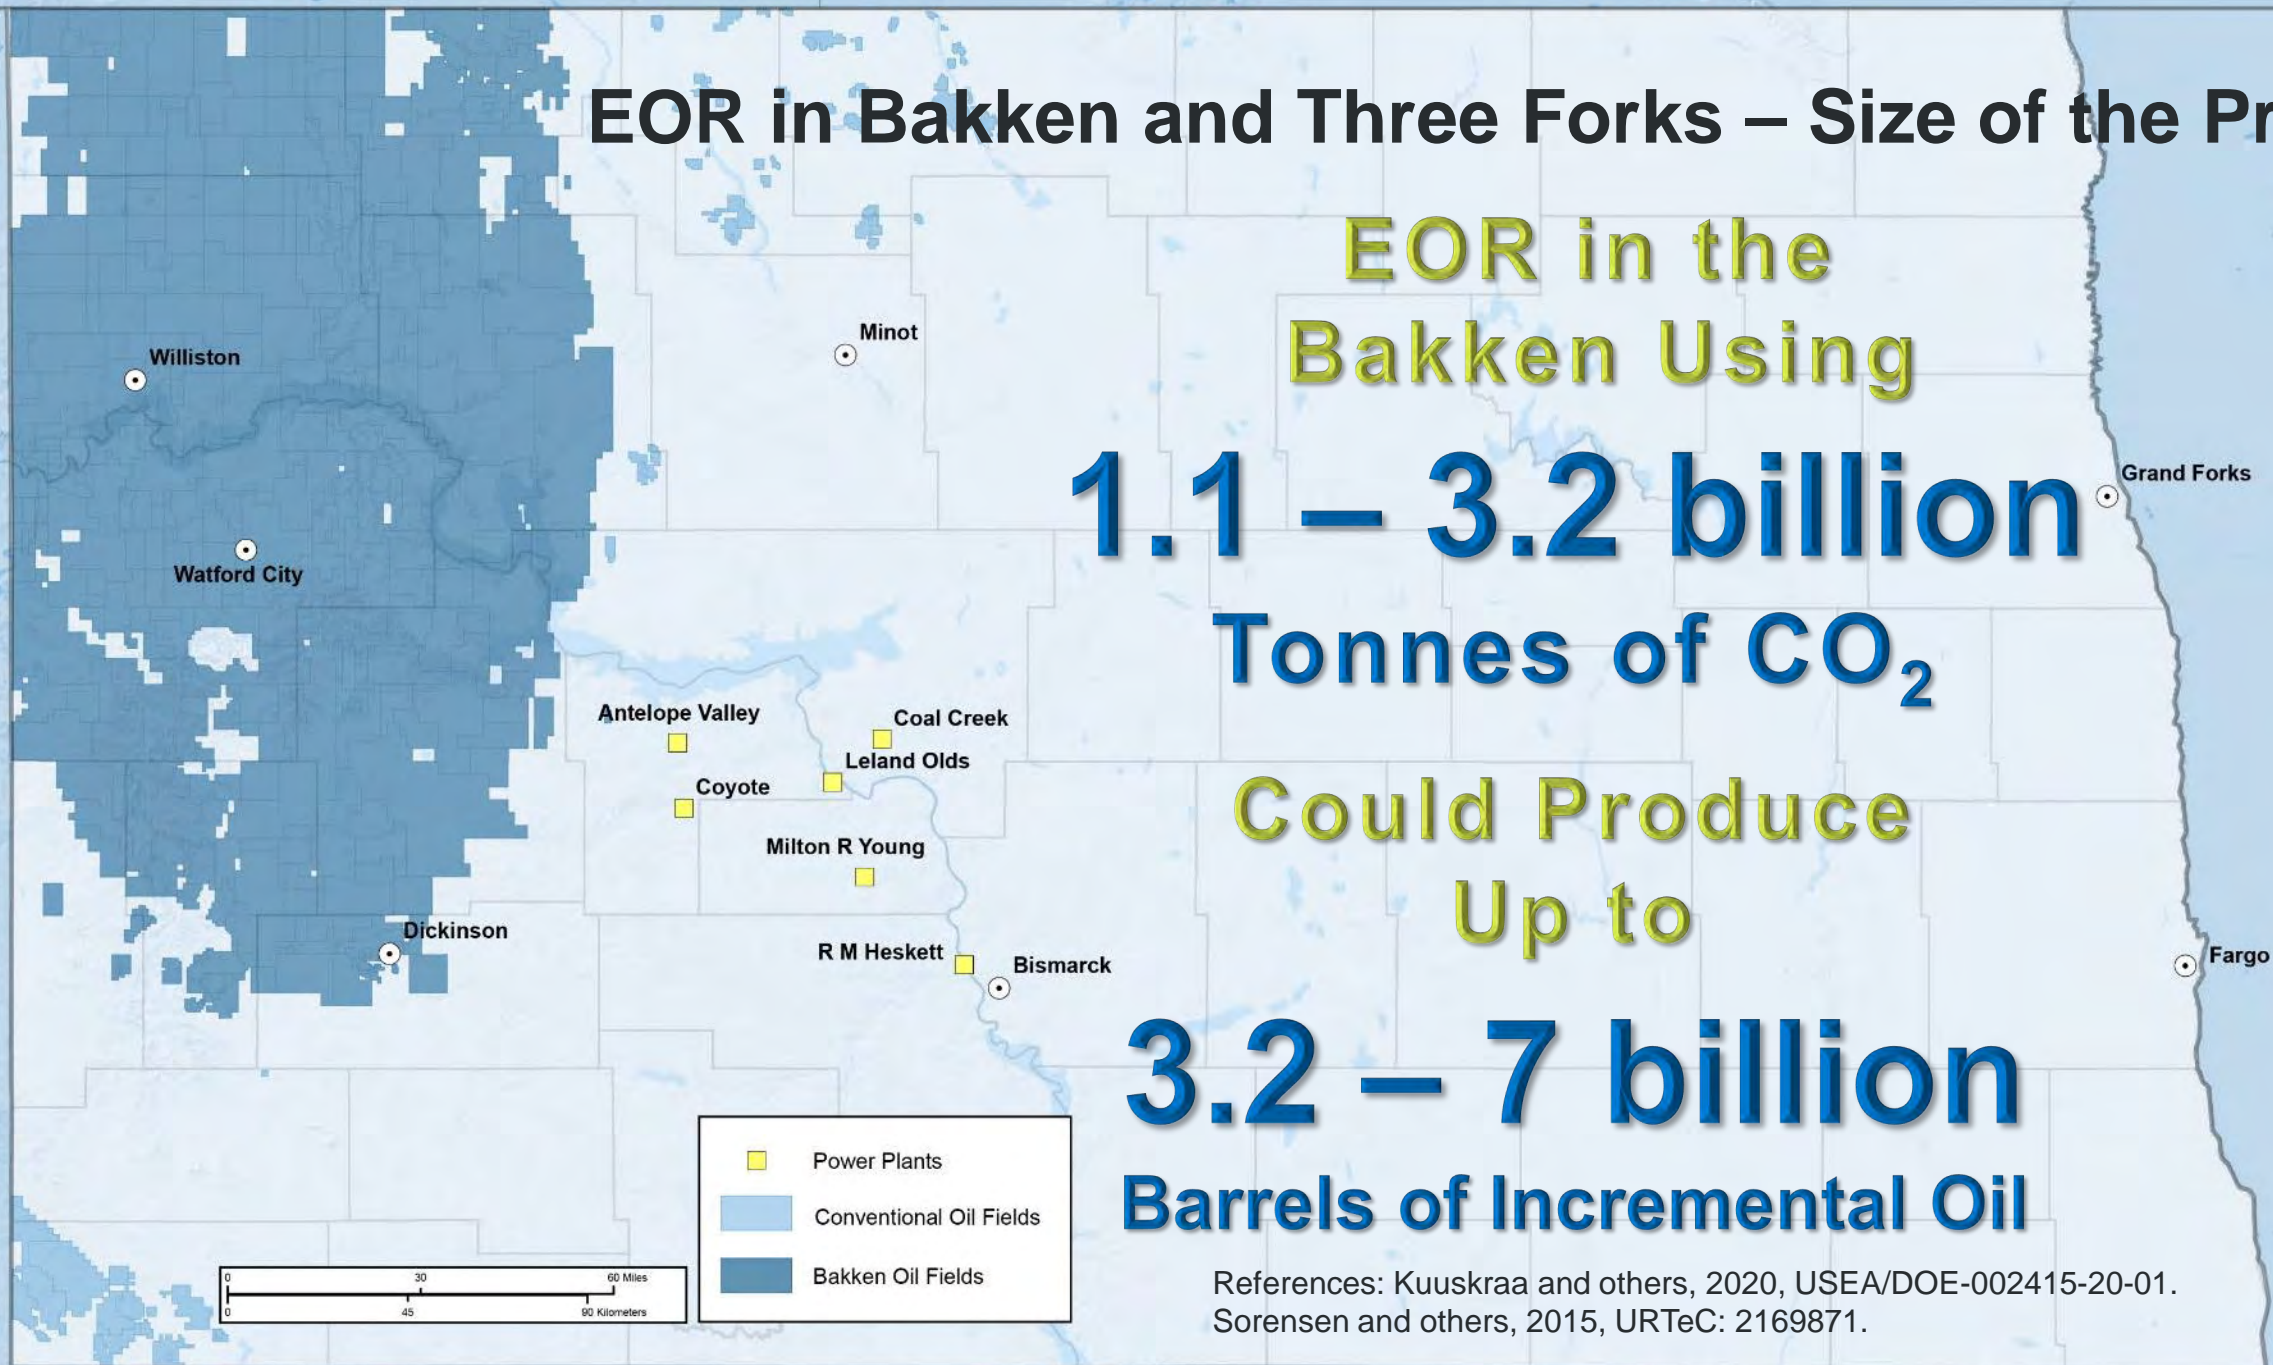 EOR in Bakken and Three Forks – Size of the Pr
EOR in the
Bakken Using
1.1 – 3.2 billion
Tonnes of CO₂
Could Produce
Up to
3.2 – 7 billion
Barrels of Incremental Oil
References: Kuuskraa and others, 2020, USEA/DOE-002415-20-01.
Sorensen and others, 2015, URTeC: 2169871.
Minot
Williston
Grand Forks
Watford City
Antelope Valley
Coal Creek
Leland Olds
Coyote
Milton R Young
Dickinson
R M Heskett
Bismarck
Fargo
Power Plants
Conventional Oil Fields
Bakken Oil Fields
0 30 60 Miles
0 45 90 Kilometers